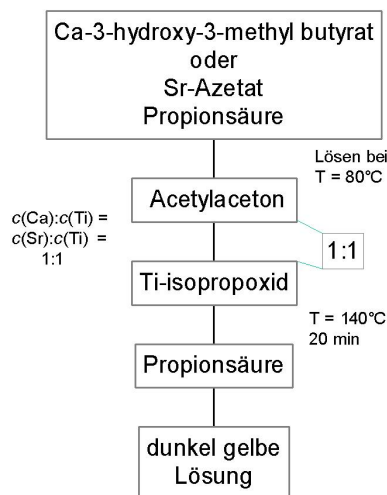 Ca-3-hydroxy-3-methyl butyrat
oder
Sr-Azetat
Propionsäure
Lösen bei
T = 80°C
Acetylaceton
c(Ca):c(Ti) =
c(Sr):c(Ti) =
1:1
1:1
Ti-isopropoxid
T = 140°C
20 min
Propionsäure
dunkel gelbe
Lösung